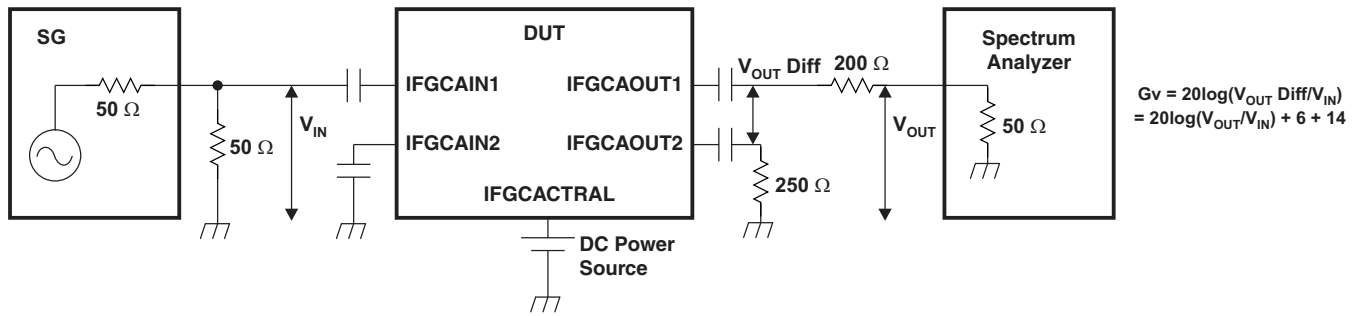 SG
50 Ω
50 Ω
V_IN
DUT
IFGCAIN1
IFGCAIN2
IFGCAOUT1
IFGCAOUT2
IFGCACTRAL
DC Power
Source
V_OUT Diff
200 Ω
250 Ω
V_OUT
Spectrum
Analyzer
50 Ω
Gv = 20log(V_OUT Diff/V_IN)
= 20log(V_OUT/V_IN) + 6 + 14